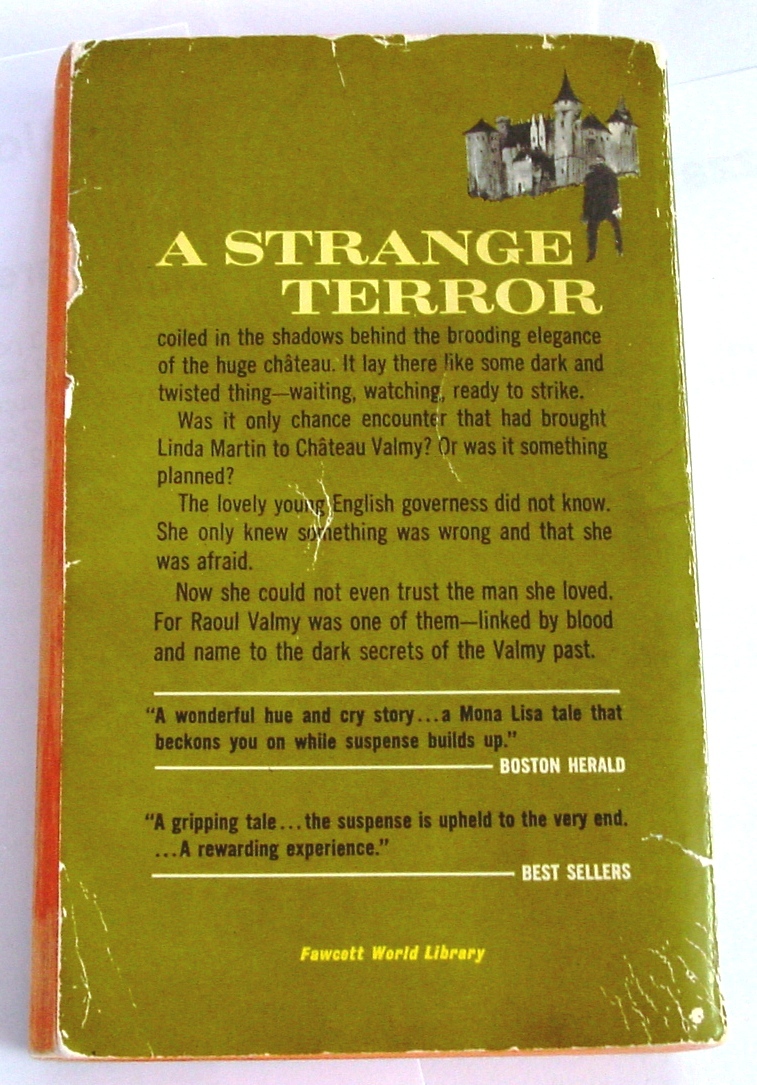 A STRANGE
TERROR
coiled in the shadows behind the brooding elegance
of the huge château. It lay there like some dark and
twisted thing—waiting, watching, ready to strike.
Was it only chance encounter that had brought
Linda Martin to Château Valmy? Or was it something
planned?
The lovely young English governess did not know.
She only knew something was wrong and that she
was afraid.
Now she could not even trust the man she loved.
For Raoul Valmy was one of them—linked by blood
and name to the dark secrets of the Valmy past.
“A wonderful hue and cry story...a Mona Lisa tale that
beckons you on while suspense builds up.”
BOSTON HERALD
“A gripping tale...the suspense is upheld to the very end.
...A rewarding experience.”
BEST SELLERS
Fawcett World Library